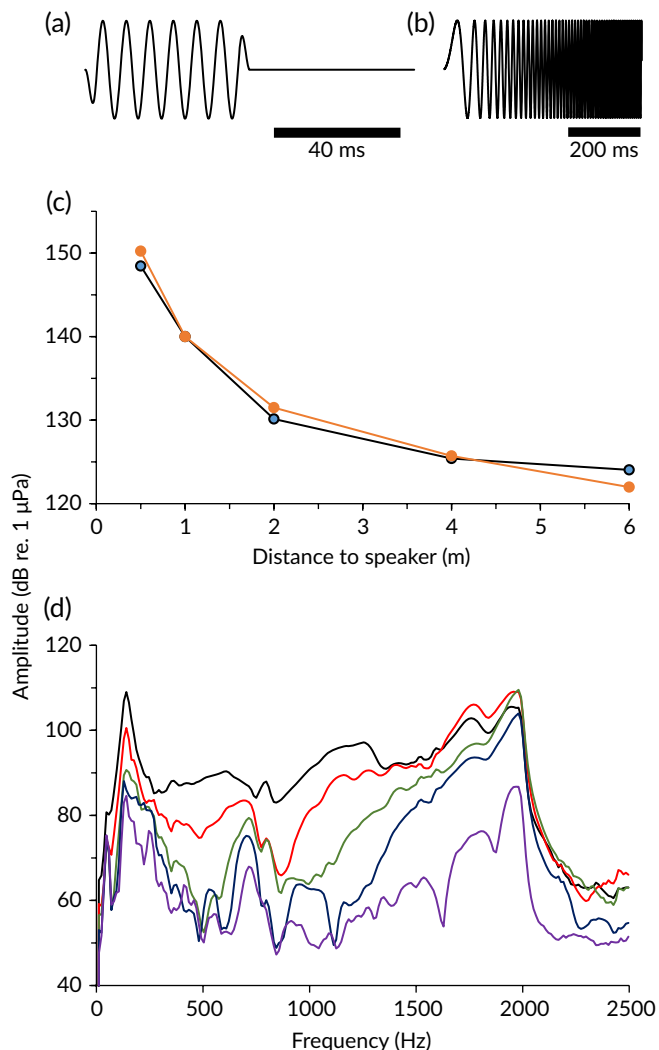 (a)
(b)
40 ms
200 ms
(c)
150
140
130
120
0 1 2 3 4 5 6
Distance to speaker (m)
Amplitude (dB re. 1 μPa)
(d)
120
100
80
60
40
0 500 1000 1500 2000 2500
Frequency (Hz)